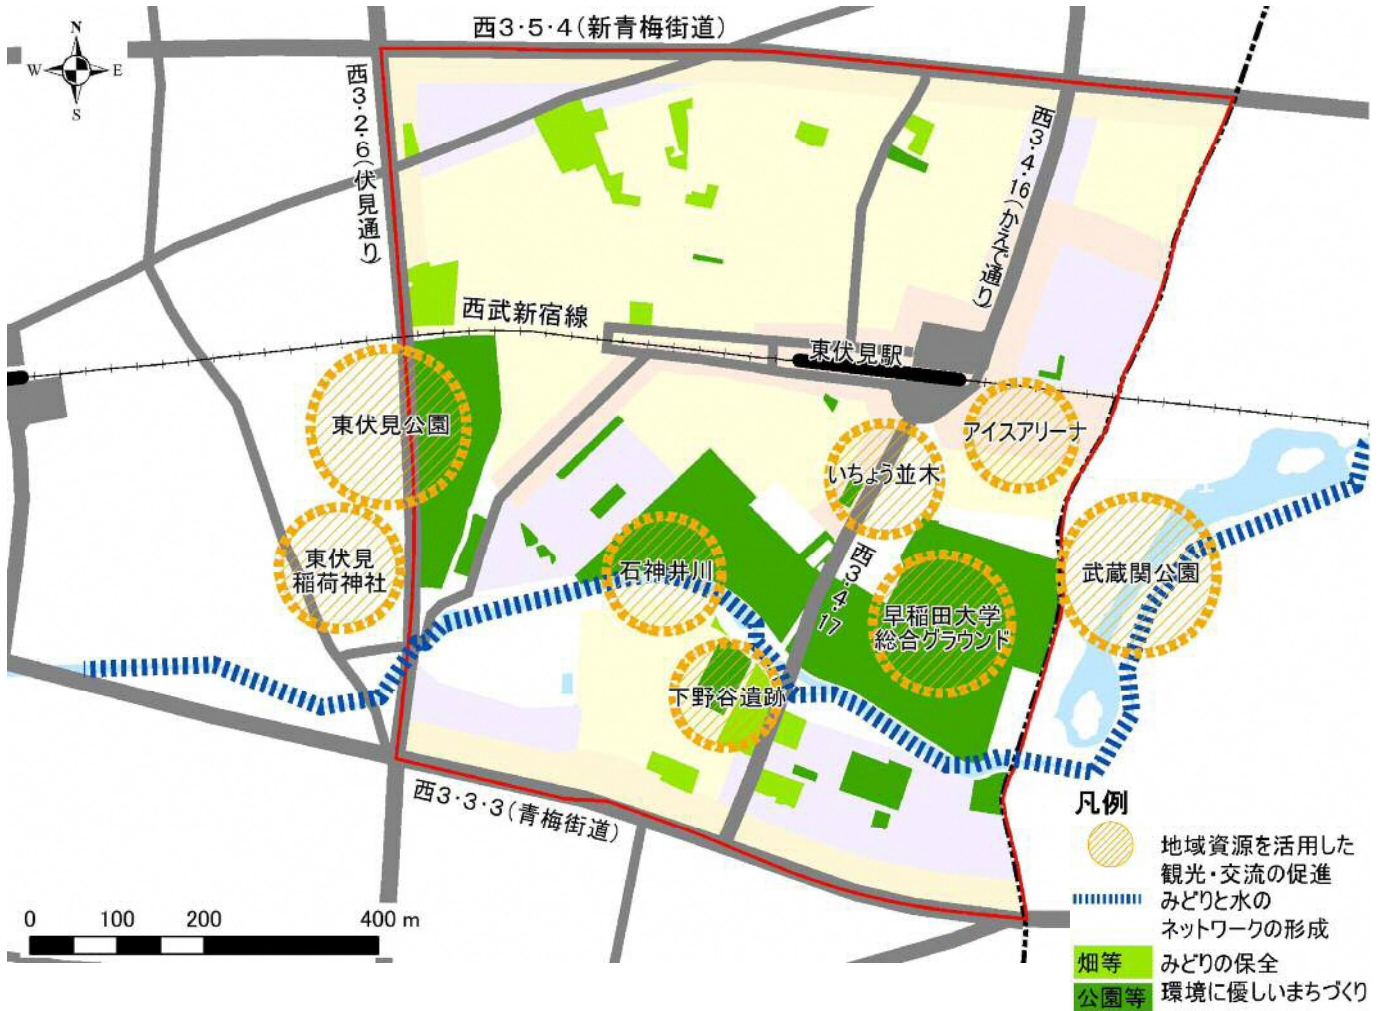 西3・5・4（新青梅街道）
N
W
E
S
西3・2・6（伏見通り）
西3・4・16（かえで通り）
西武新宿線
東伏見駅
東伏見公園
アイスアリーナ
いちょう並木
東伏見
稲荷神社
石神井川
西3・4・17
武蔵関公園
早稲田大学
総合グラウンド
下野谷遺跡
西3・3・3（青梅街道）
0 100 200 400 m
凡例
地域資源を活用した
観光・交流の促進
みどりと水の
ネットワークの形成
畑等 みどりの保全
公園等 環境に優しいまちづくり